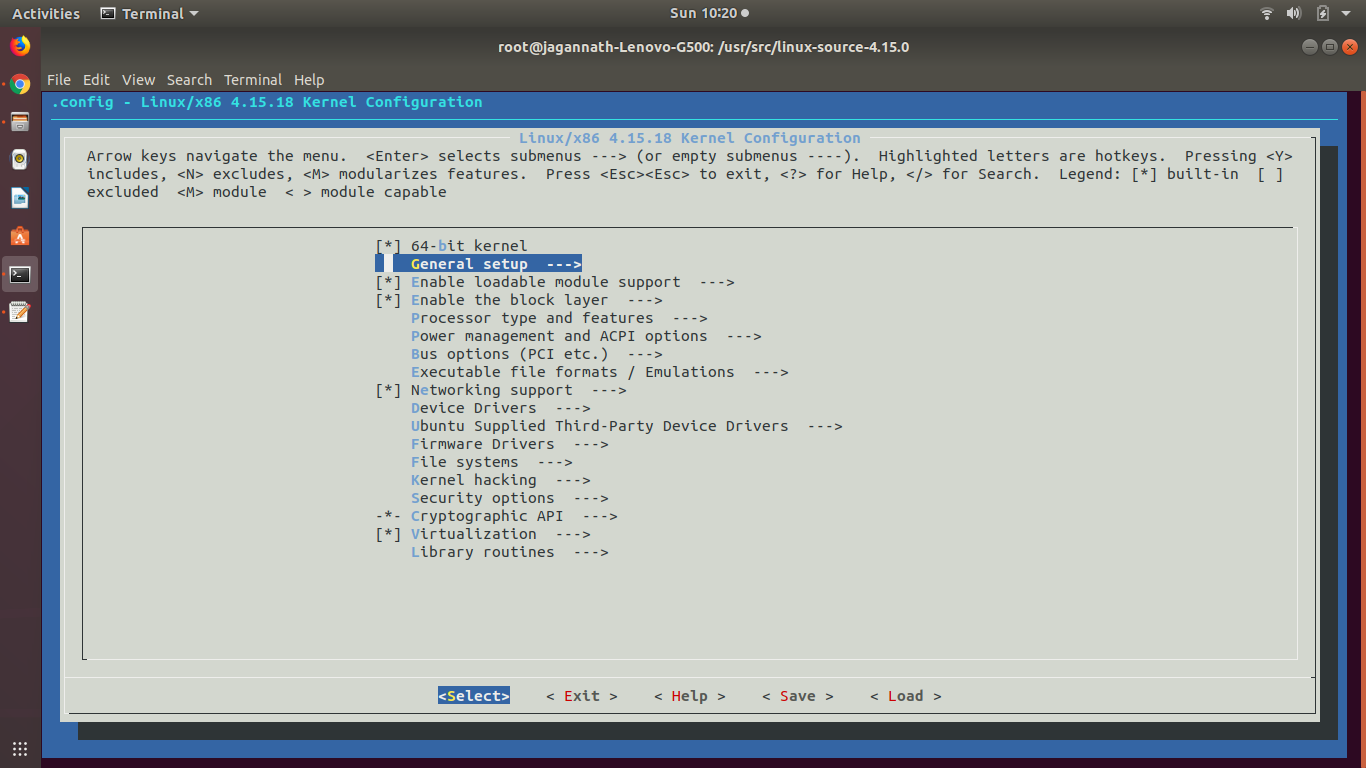 Activities Terminal Sun 10:20
root@jagannath-Lenovo-G500: /usr/src/linux-source-4.15.0
File Edit View Search Terminal Help
.config - Linux/x86 4.15.18 Kernel Configuration
Linux/x86 4.15.18 Kernel Configuration
Arrow keys navigate the menu.  <Enter> selects submenus ---> (or empty submenus ----).  Highlighted letters are hotkeys.  Pressing <Y>
includes, <N> excludes, <M> modularizes features.  Press <Esc><Esc> to exit, <?> for Help, </> for Search.  Legend: [*] built-in  [ ]
excluded  <M> module  < > module capable
[*] 64-bit kernel
General setup  --->
[*] Enable loadable module support  --->
[*] Enable the block layer  --->
Processor type and features  --->
Power management and ACPI options  --->
Bus options (PCI etc.)  --->
Executable file formats / Emulations  --->
[*] Networking support  --->
Device Drivers  --->
Ubuntu Supplied Third-Party Device Drivers  --->
Firmware Drivers  --->
File systems  --->
Kernel hacking  --->
Security options  --->
-*- Cryptographic API  --->
[*] Virtualization  --->
Library routines  --->
<Select>    < Exit >    < Help >    < Save >    < Load >